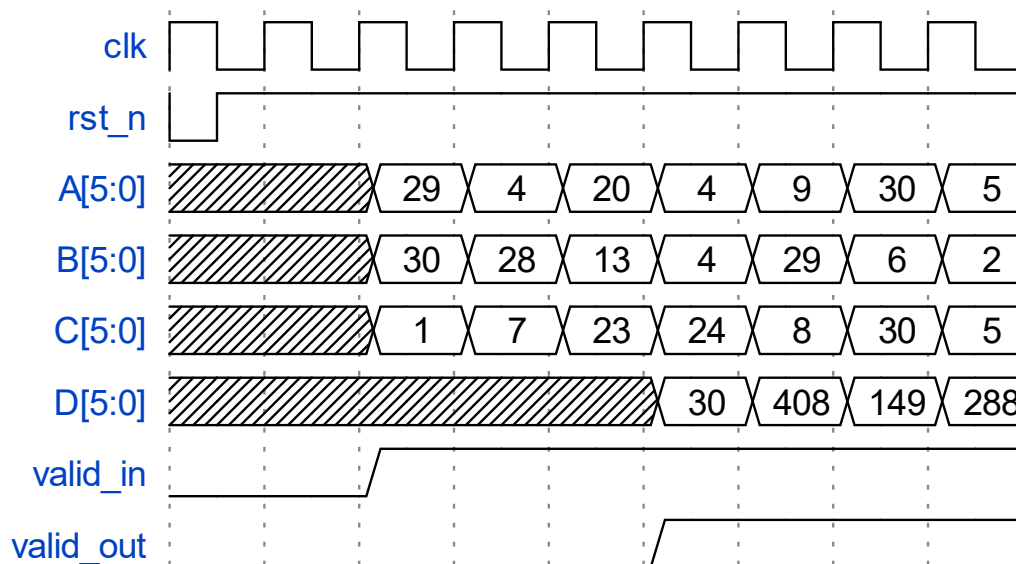 clk
rst_n
A[5:0] 29 4 20 4 9 30 5
B[5:0] 30 28 13 4 29 6 2
C[5:0] 1 7 23 24 8 30 5
D[5:0] 30 408 149 288
valid_in
valid_out